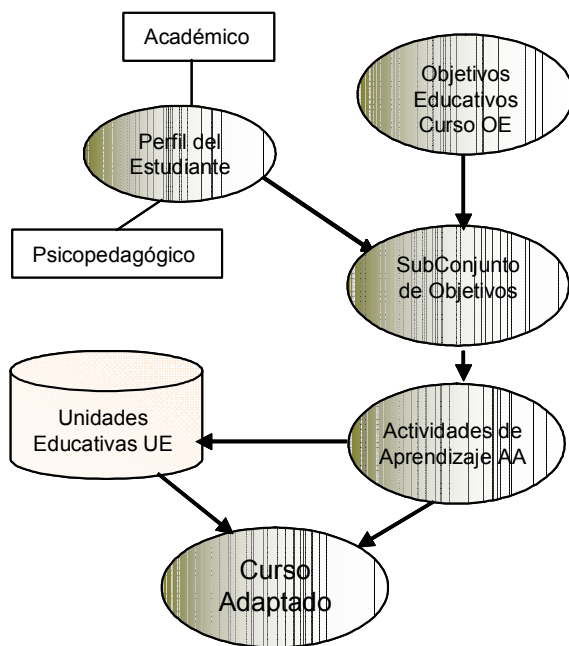 Académico
Objetivos
Educativos
Curso OE
Perfil del
Estudiante
Psicopedagógico
SubConjunto
de Objetivos
Unidades
Educativas UE
Actividades de
Aprendizaje AA
Curso
Adaptado